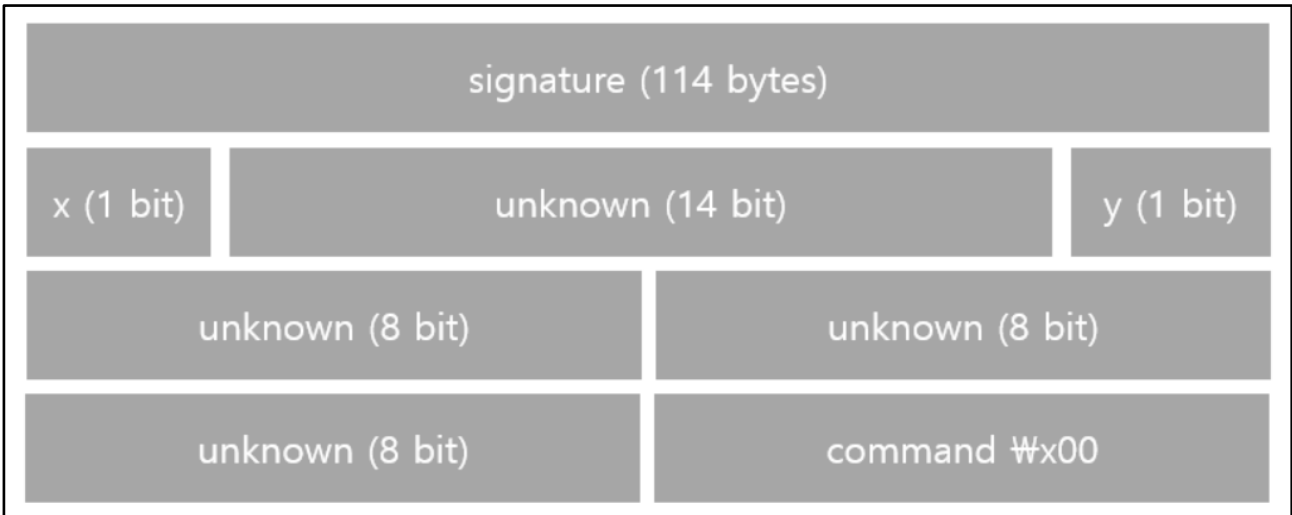 signature (114 bytes)
x (1 bit)
unknown (14 bit)
y (1 bit)
unknown (8 bit)
unknown (8 bit)
unknown (8 bit)
command ₩x00